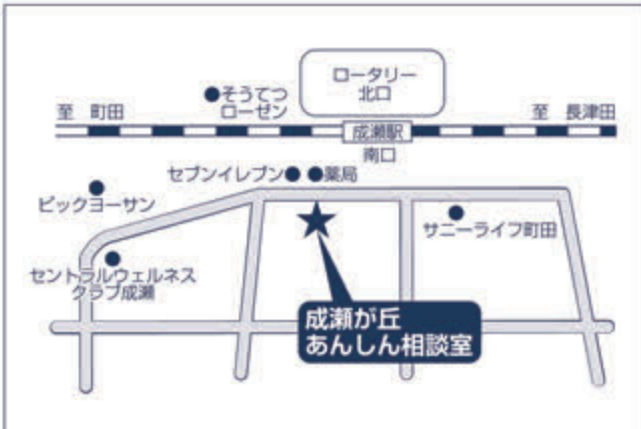 ロータリー
北口
そうてつ
ローゼン
至 町田
至 長津田
成瀬駅
南口
セブンイレブン
薬局
ビックヨーサン
サニーライフ町田
セントラルウェルネス
クラブ成瀬
成瀬が丘
あんしん相談室